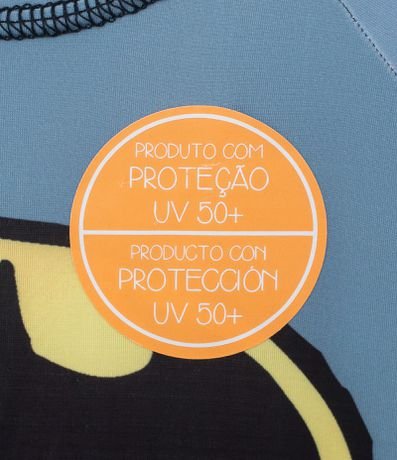 PRODUTO COM
PROTEÇÃO
UV 50+
PRODUCTO CON
PROTECCIÓN
UV 50+